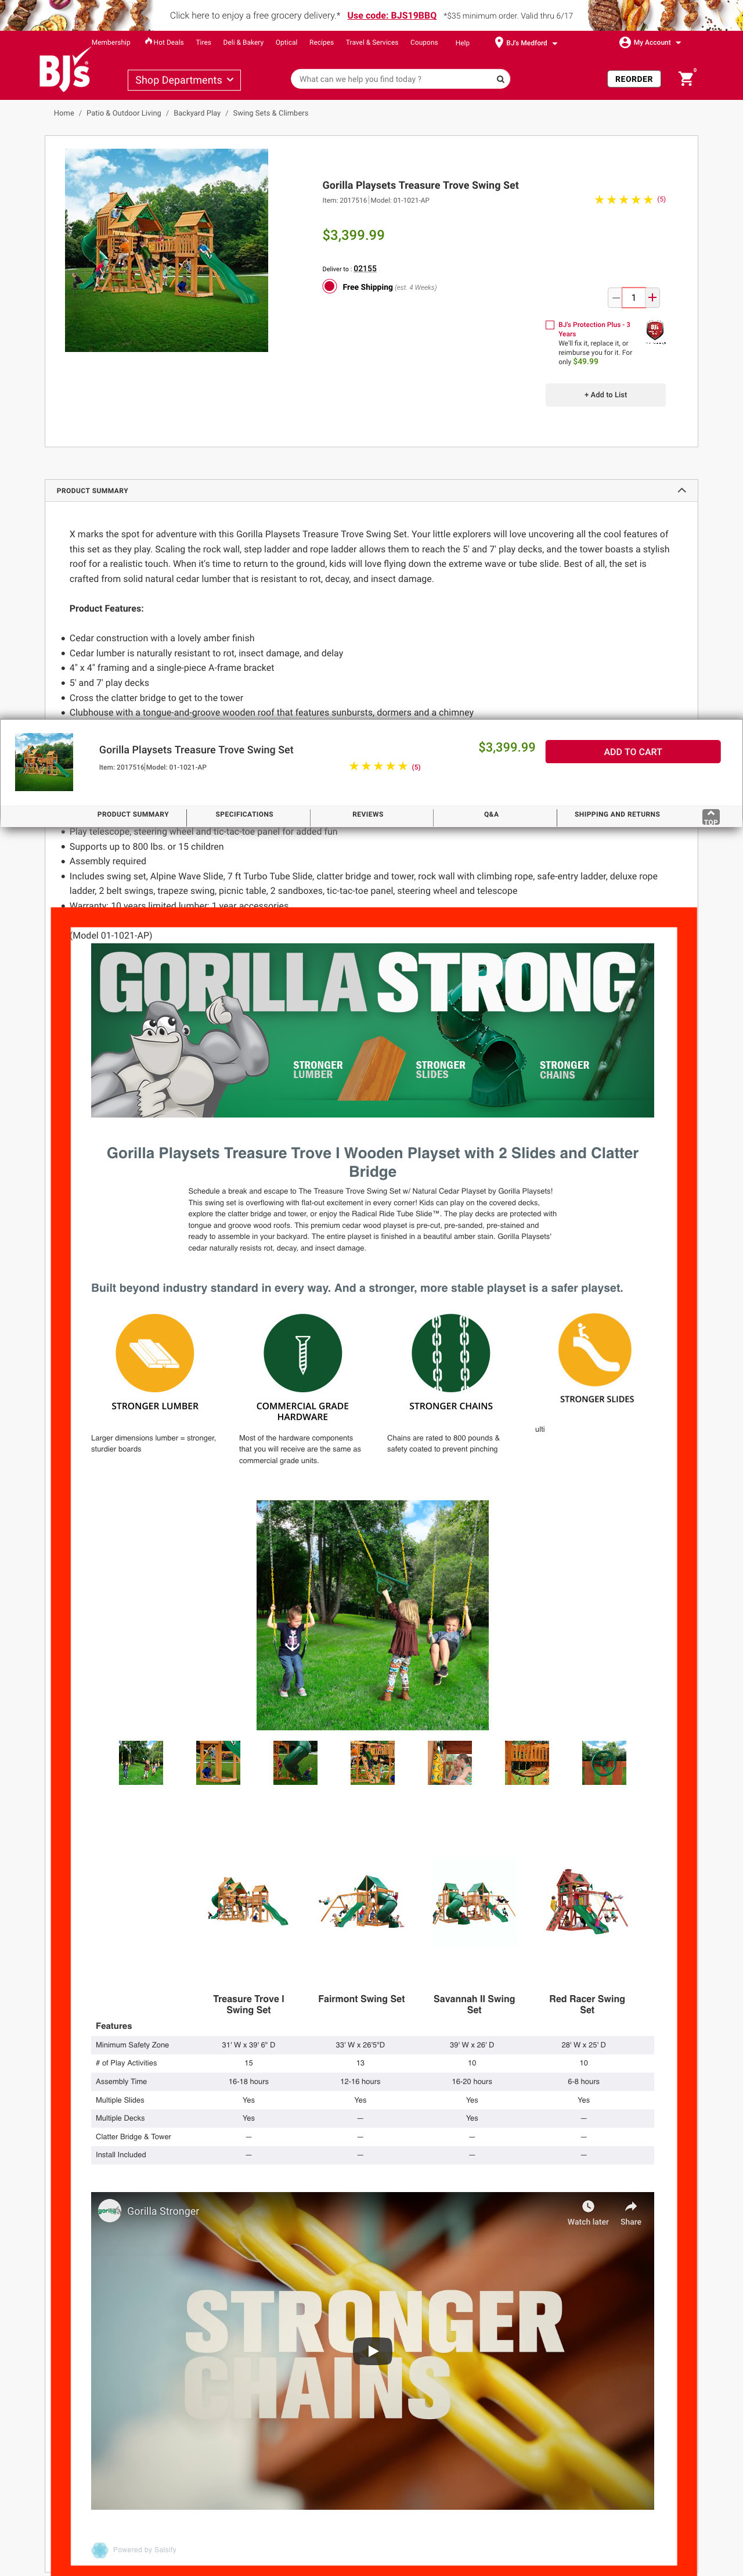 Click here to enjoy a free grocery delivery.* Use code: BJS19BBQ *$35 minimum order. Valid thru 6/17
Membership Hot Deals Tires Deli & Bakery Optical Recipes Travel & Services Coupons Help BJ's Medford My Account
BJ's
Shop Departments
What can we help you find today ?
REORDER
0
Home / Patio & Outdoor Living / Backyard Play / Swing Sets & Climbers
Gorilla Playsets Treasure Trove Swing Set
Item: 2017516 | Model: 01-1021-AP
(5)
$3,399.99
Deliver to : 02155
Free Shipping (est. 4 Weeks)
1
BJ's Protection Plus - 3
Years
We'll fix it, replace it, or
reimburse you for it. For
only $49.99
+ Add to List
PRODUCT SUMMARY
X marks the spot for adventure with this Gorilla Playsets Treasure Trove Swing Set. Your little explorers will love uncovering all the cool features of
this set as they play. Scaling the rock wall, step ladder and rope ladder allows them to reach the 5' and 7' play decks, and the tower boasts a stylish
roof for a realistic touch. When it's time to return to the ground, kids will love flying down the extreme wave or tube slide. Best of all, the set is
crafted from solid natural cedar lumber that is resistant to rot, decay, and insect damage.
Product Features:
• Cedar construction with a lovely amber finish
• Cedar lumber is naturally resistant to rot, insect damage, and delay
• 4" x 4" framing and a single-piece A-frame bracket
• 5' and 7' play decks
• Cross the clatter bridge to get to the tower
• Clubhouse with a tongue-and-groove wooden roof that features sunbursts, dormers and a chimney
Gorilla Playsets Treasure Trove Swing Set
$3,399.99
ADD TO CART
Item: 2017516|Model: 01-1021-AP
(5)
PRODUCT SUMMARY SPECIFICATIONS REVIEWS Q&A SHIPPING AND RETURNS
TOP
• Play telescope, steering wheel and tic-tac-toe panel for added fun
• Supports up to 800 lbs. or 15 children
• Assembly required
• Includes swing set, Alpine Wave Slide, 7 ft Turbo Tube Slide, clatter bridge and tower, rock wall with climbing rope, safe-entry ladder, deluxe rope
ladder, 2 belt swings, trapeze swing, picnic table, 2 sandboxes, tic-tac-toe panel, steering wheel and telescope
• Warranty: 10 years limited lumber; 1 year accessories
(Model 01-1021-AP)
GORILLA STRONG
STRONGER
LUMBER
STRONGER
SLIDES
STRONGER
CHAINS
Gorilla Playsets Treasure Trove I Wooden Playset with 2 Slides and Clatter
Bridge
Schedule a break and escape to The Treasure Trove Swing Set w/ Natural Cedar Playset by Gorilla Playsets!
This swing set is overflowing with flat-out excitement in every corner! Kids can play on the covered decks,
explore the clatter bridge and tower, or enjoy the Radical Ride Tube Slide™. The play decks are protected with
tongue and groove wood roofs. This premium cedar wood playset is pre-cut, pre-sanded, pre-stained and
ready to assemble in your backyard. The entire playset is finished in a beautiful amber stain. Gorilla Playsets'
cedar naturally resists rot, decay, and insect damage.
Built beyond industry standard in every way. And a stronger, more stable playset is a safer playset.
STRONGER LUMBER
Larger dimensions lumber = stronger,
sturdier boards
COMMERCIAL GRADE
HARDWARE
Most of the hardware components
that you will receive are the same as
commercial grade units.
STRONGER CHAINS
Chains are rated to 800 pounds &
safety coated to prevent pinching
STRONGER SLIDES
ulti
Treasure Trove I
Swing Set
Fairmont Swing Set
Savannah II Swing
Set
Red Racer Swing
Set
Features
Minimum Safety Zone 31' W x 39' 6" D 33' W x 26'5"D 39' W x 26' D 28' W x 25' D
# of Play Activities 15 13 10 10
Assembly Time 16-18 hours 12-16 hours 16-20 hours 6-8 hours
Multiple Slides Yes Yes Yes Yes
Multiple Decks Yes — Yes —
Clatter Bridge & Tower — — — —
Install Included — — — —
Gorilla Stronger
Watch later Share
STRONGER
CHAINS
Powered by Salsify